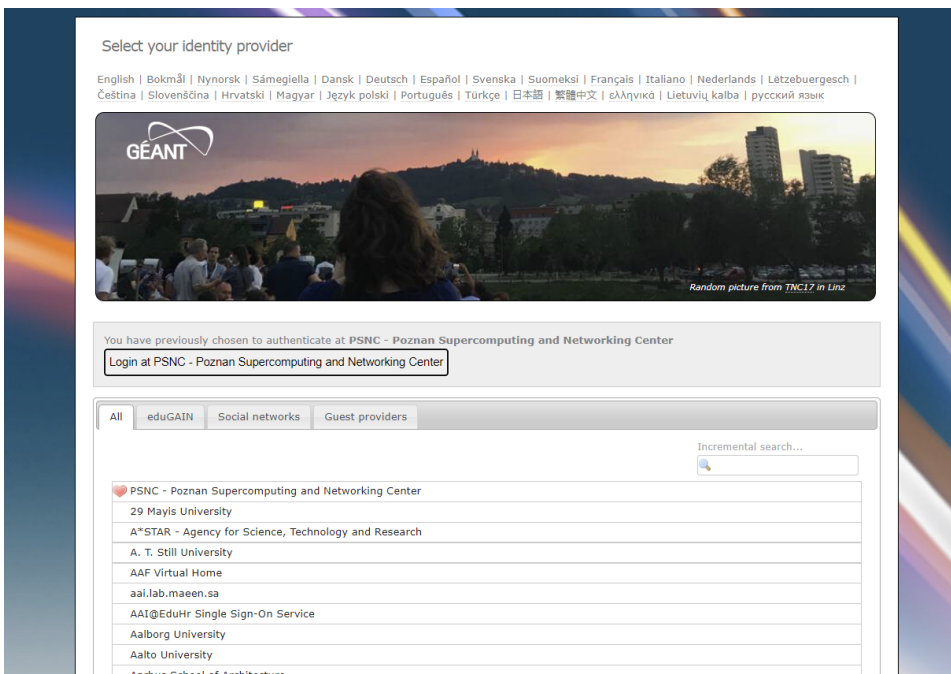 Select your identity provider
English | Bokmål | Nynorsk | Sámegiella | Dansk | Deutsch | Español | Svenska | Suomeksi | Français | Italiano | Nederlands | Lëtzebuergesch |
Čeština | Slovenščina | Hrvatski | Magyar | Język polski | Português | Türkçe | 日本語 | 繁體中文 | ελληνικά | Lietuvių kalba | русский язык
GÉANT
Random picture from TNC17 in Linz
You have previously chosen to authenticate at PSNC - Poznan Supercomputing and Networking Center
Login at PSNC - Poznan Supercomputing and Networking Center
All eduGAIN Social networks Guest providers
Incremental search...
PSNC - Poznan Supercomputing and Networking Center
29 Mayis University
A*STAR - Agency for Science, Technology and Research
A. T. Still University
AAF Virtual Home
aai.lab.maeen.sa
AAI@EduHr Single Sign-On Service
Aalborg University
Aalto University
Aarhus School of Architecture